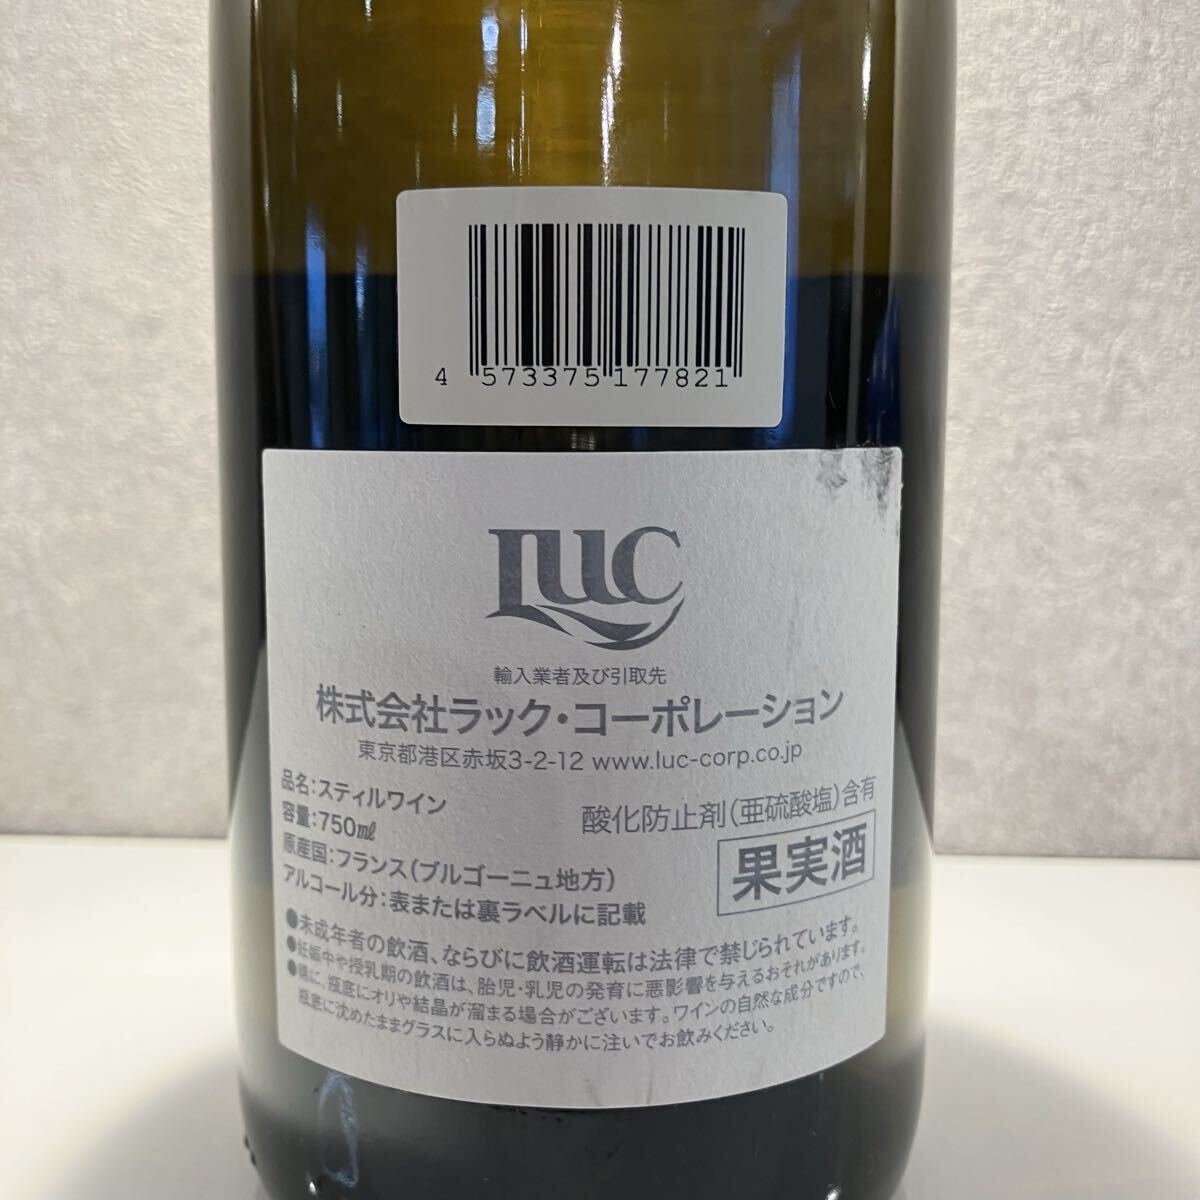 4 573375 177821
LUC
輸入業者及び引取先
株式会社ラック・コーポレーション
東京都港区赤坂3-2-12 www.luc-corp.co.jp
品名:スティルワイン
容量:750㎖
原産国:フランス(ブルゴーニュ地方)
アルコール分:表または裏ラベルに記載
酸化防止剤(亜硫酸塩)含有
果実酒
●未成年者の飲酒、ならびに飲酒運転は法律で禁じられています。
●妊娠中や授乳期の飲酒は、胎児・乳児の発育に悪影響を与えるおそれがあります。
●稀に、瓶底にオリや結晶が溜まる場合がございます。ワインの自然な成分ですので、
瓶底に沈めたままグラスに入らぬよう静かに注いでお飲みください。